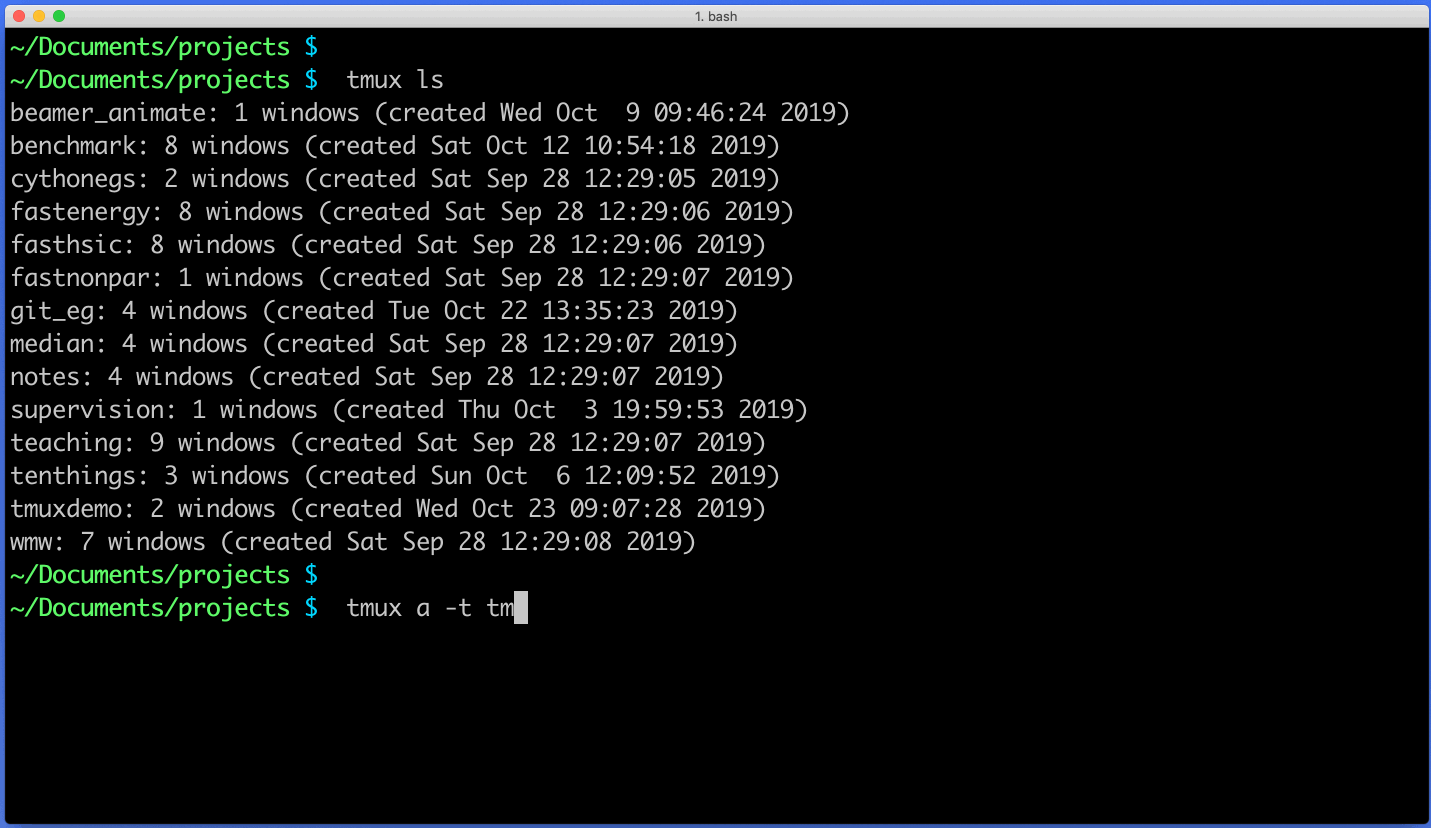 1. bash
~/Documents/projects $
~/Documents/projects $  tmux ls
beamer_animate: 1 windows (created Wed Oct  9 09:46:24 2019)
benchmark: 8 windows (created Sat Oct 12 10:54:18 2019)
cythonegs: 2 windows (created Sat Sep 28 12:29:05 2019)
fastenergy: 8 windows (created Sat Sep 28 12:29:06 2019)
fasthsic: 8 windows (created Sat Sep 28 12:29:06 2019)
fastnonpar: 1 windows (created Sat Sep 28 12:29:07 2019)
git_eg: 4 windows (created Tue Oct 22 13:35:23 2019)
median: 4 windows (created Sat Sep 28 12:29:07 2019)
notes: 4 windows (created Sat Sep 28 12:29:07 2019)
supervision: 1 windows (created Thu Oct  3 19:59:53 2019)
teaching: 9 windows (created Sat Sep 28 12:29:07 2019)
tenthings: 3 windows (created Sun Oct  6 12:09:52 2019)
tmuxdemo: 2 windows (created Wed Oct 23 09:07:28 2019)
wmw: 7 windows (created Sat Sep 28 12:29:08 2019)
~/Documents/projects $
~/Documents/projects $  tmux a -t tm